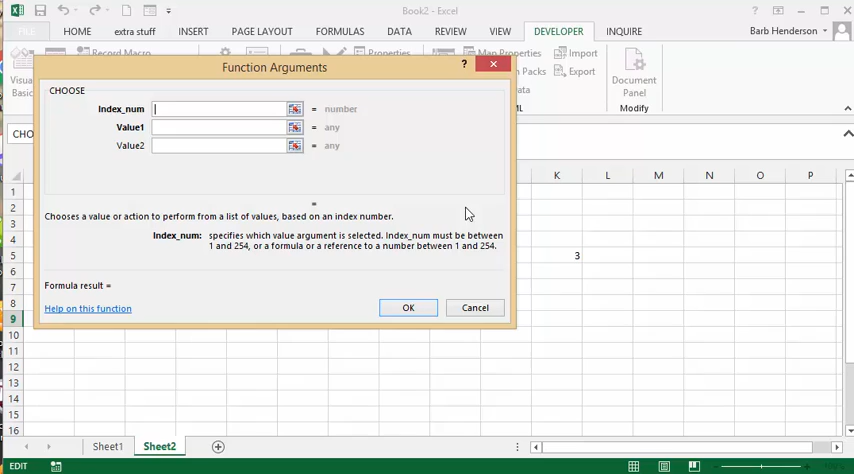 Book2 - Excel
FILE HOME extra stuff INSERT PAGE LAYOUT FORMULAS DATA REVIEW VIEW DEVELOPER INQUIRE Barb Henderson
Record Macro Properties Map Properties Import
Visual
Basic
Packs Export
Document
Panel
Modify
Function Arguments
CHOOSE
Index_num = number
Value1 = any
Value2 = any
=
Chooses a value or action to perform from a list of values, based on an index number.
Index_num: specifies which value argument is selected. Index_num must be between
1 and 254, or a formula or a reference to a number between 1 and 254.
Formula result =
Help on this function OK Cancel
K L M N O P
1
2
3
4
5 3
6
7
8
9
10
11
12
13
14
15
16
Sheet1 Sheet2
EDIT